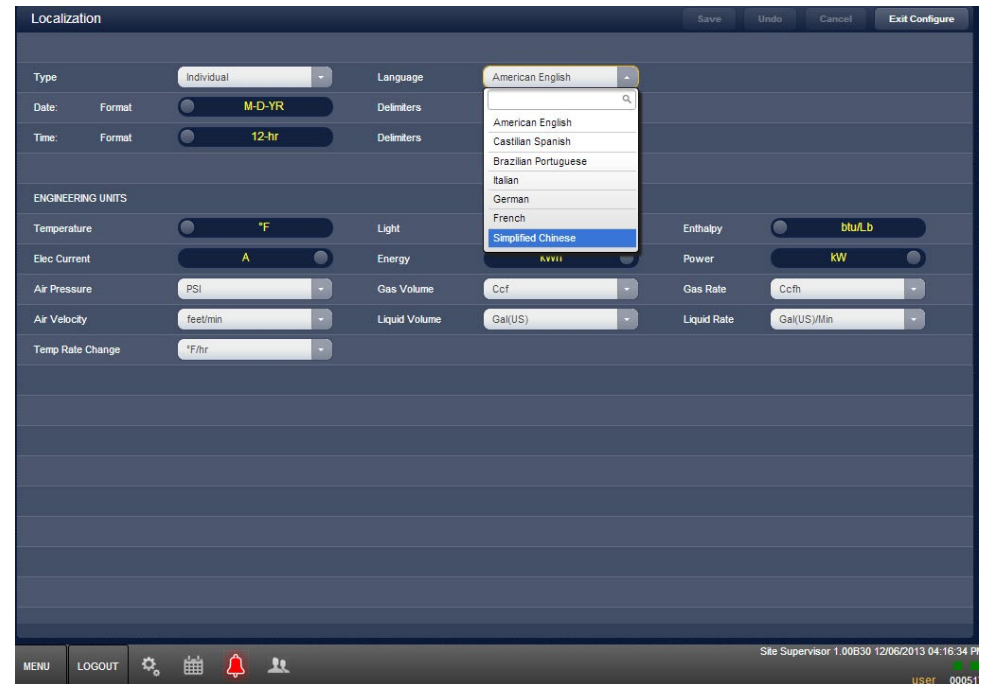 Localization Save Undo Cancel Exit Configure
Type Individual Language American English
Date: Format M-D-YR Delimiters
Time: Format 12-hr Delimiters
American English
Castilian Spanish
Brazilian Portuguese
Italian
German
French
Simplified Chinese
ENGINEERING UNITS
Temperature °F Light Enthalpy btu/Lb
Elec Current A Energy kWh Power kW
Air Pressure PSI Gas Volume Ccf Gas Rate Ccfh
Air Velocity feet/min Liquid Volume Gal(US) Liquid Rate Gal(US)/Min
Temp Rate Change °F/hr
MENU LOGOUT
Site Supervisor 1.00B30 12/06/2013 04:16:34
user